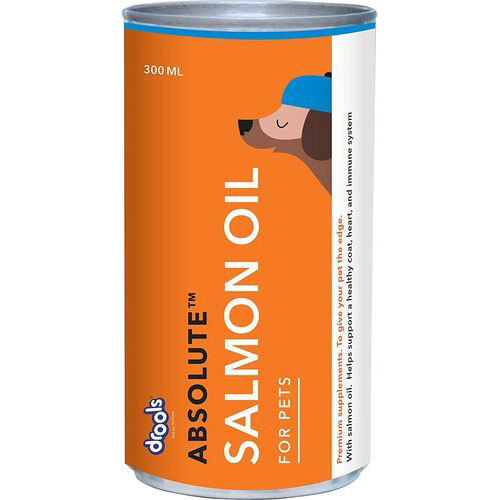 300 ML
ABSOLUTE™
SALMON OIL
FOR PETS
drools
Premium supplements. To give your pet the edge.
With salmon oil. Helps support a healthy coat, heart, and immune system